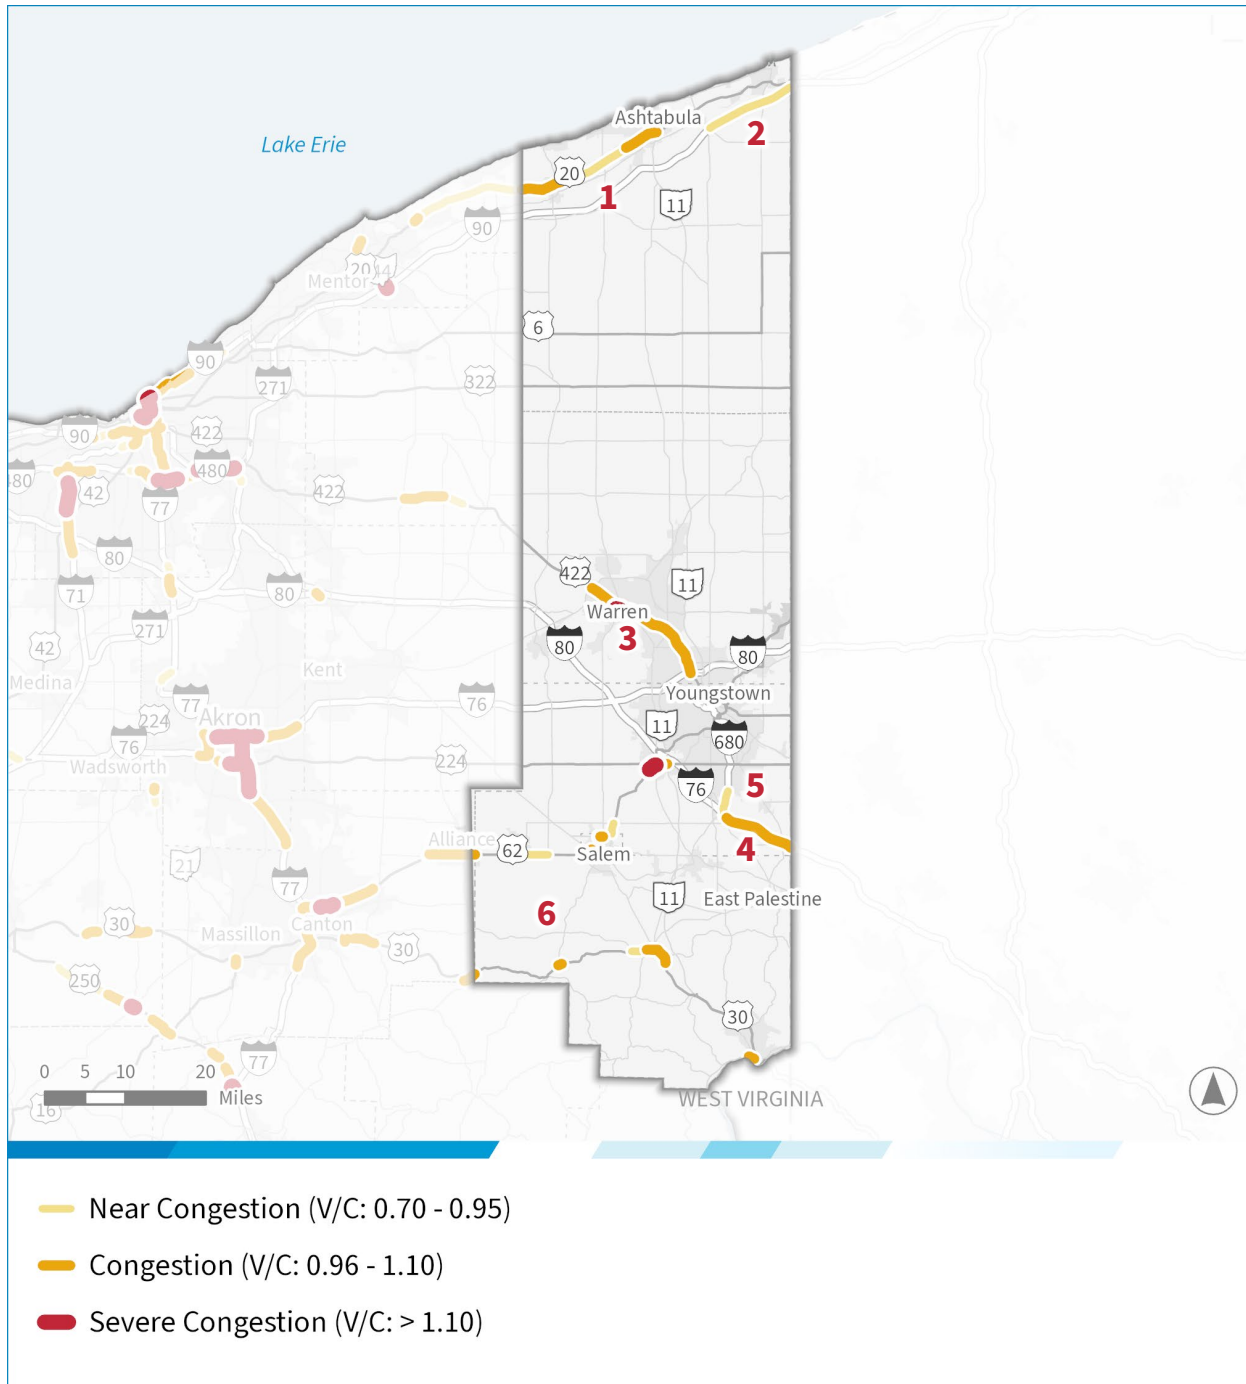 Ashtabula
2
Lake Erie
20
1
11
90
20
44
Mentor
6
90
271
322
422
90
480
480
42
422
77
80
422
11
71
80
Warren
271
3
42
80
80
Kent
Medina
Youngstown
77
76
224
Akron
11
76
680
Wadsworth
224
76
5
Alliance
62
4
21
Salem
77
11
East Palestine
6
30
Canton
Massillon
30
250
30
77
0 5 10 20
Miles
16
WEST VIRGINIA
Near Congestion (V/C: 0.70 - 0.95)
Congestion (V/C: 0.96 - 1.10)
Severe Congestion (V/C: > 1.10)